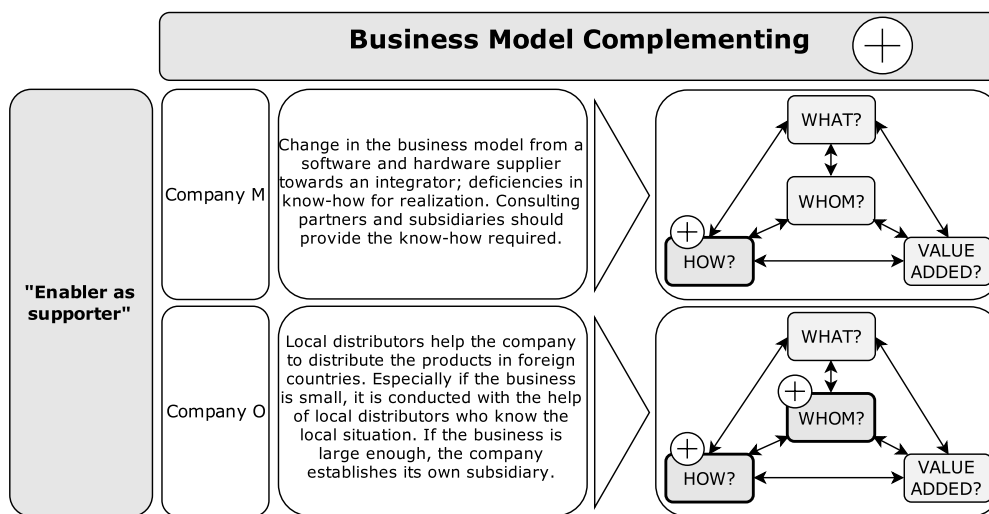 Business Model Complementing
"Enabler as
supporter"
Company M
Change in the business model from a
software and hardware supplier
towards an integrator; deficiencies in
know-how for realization. Consulting
partners and subsidiaries should
provide the know-how required.
WHAT?
WHOM?
HOW?
VALUE
ADDED?
Company O
Local distributors help the company
to distribute the products in foreign
countries. Especially if the business
is small, it is conducted with the help
of local distributors who know the
local situation. If the business is
large enough, the company
establishes its own subsidiary.
WHAT?
WHOM?
HOW?
VALUE
ADDED?